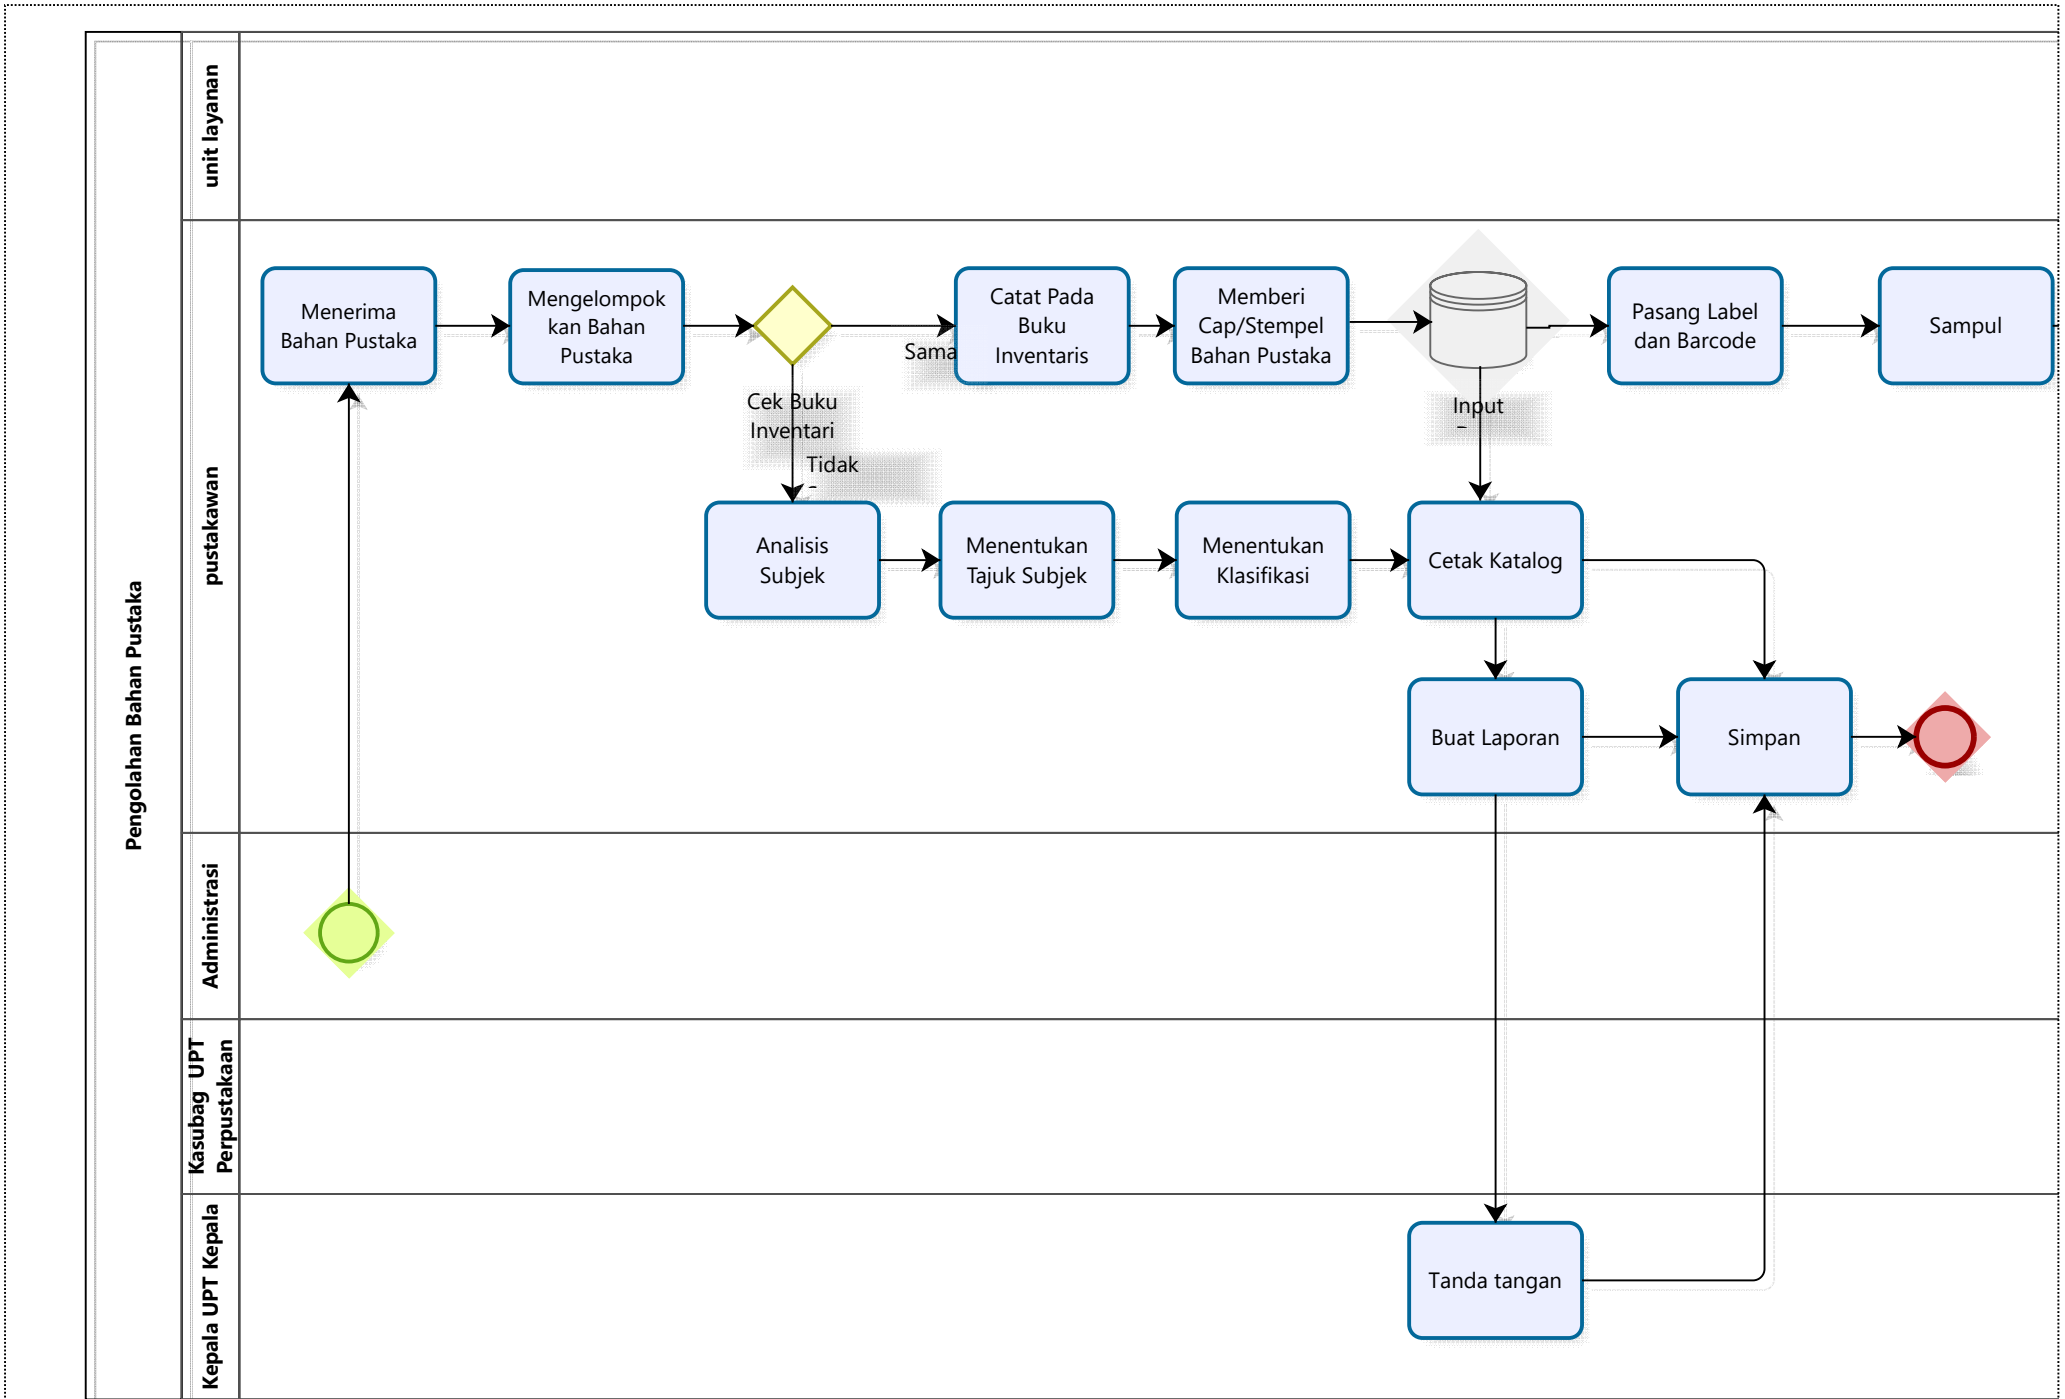 Pengolahan Bahan Pustaka
unit layanan
pustakawan
Menerima
Bahan Pustaka
Mengelompok
kan Bahan
Pustaka
Cek Buku
Inventari
Sama
Tidak
Catat Pada
Buku
Inventaris
Memberi
Cap/Stempel
Bahan Pustaka
Input
Pasang Label
dan Barcode
Sampul
Analisis
Subjek
Menentukan
Tajuk Subjek
Menentukan
Klasifikasi
Cetak Katalog
Buat Laporan
Simpan
Administrasi
Kasubag UPT
Perpustakaan
Kepala UPT Kepala
Tanda tangan